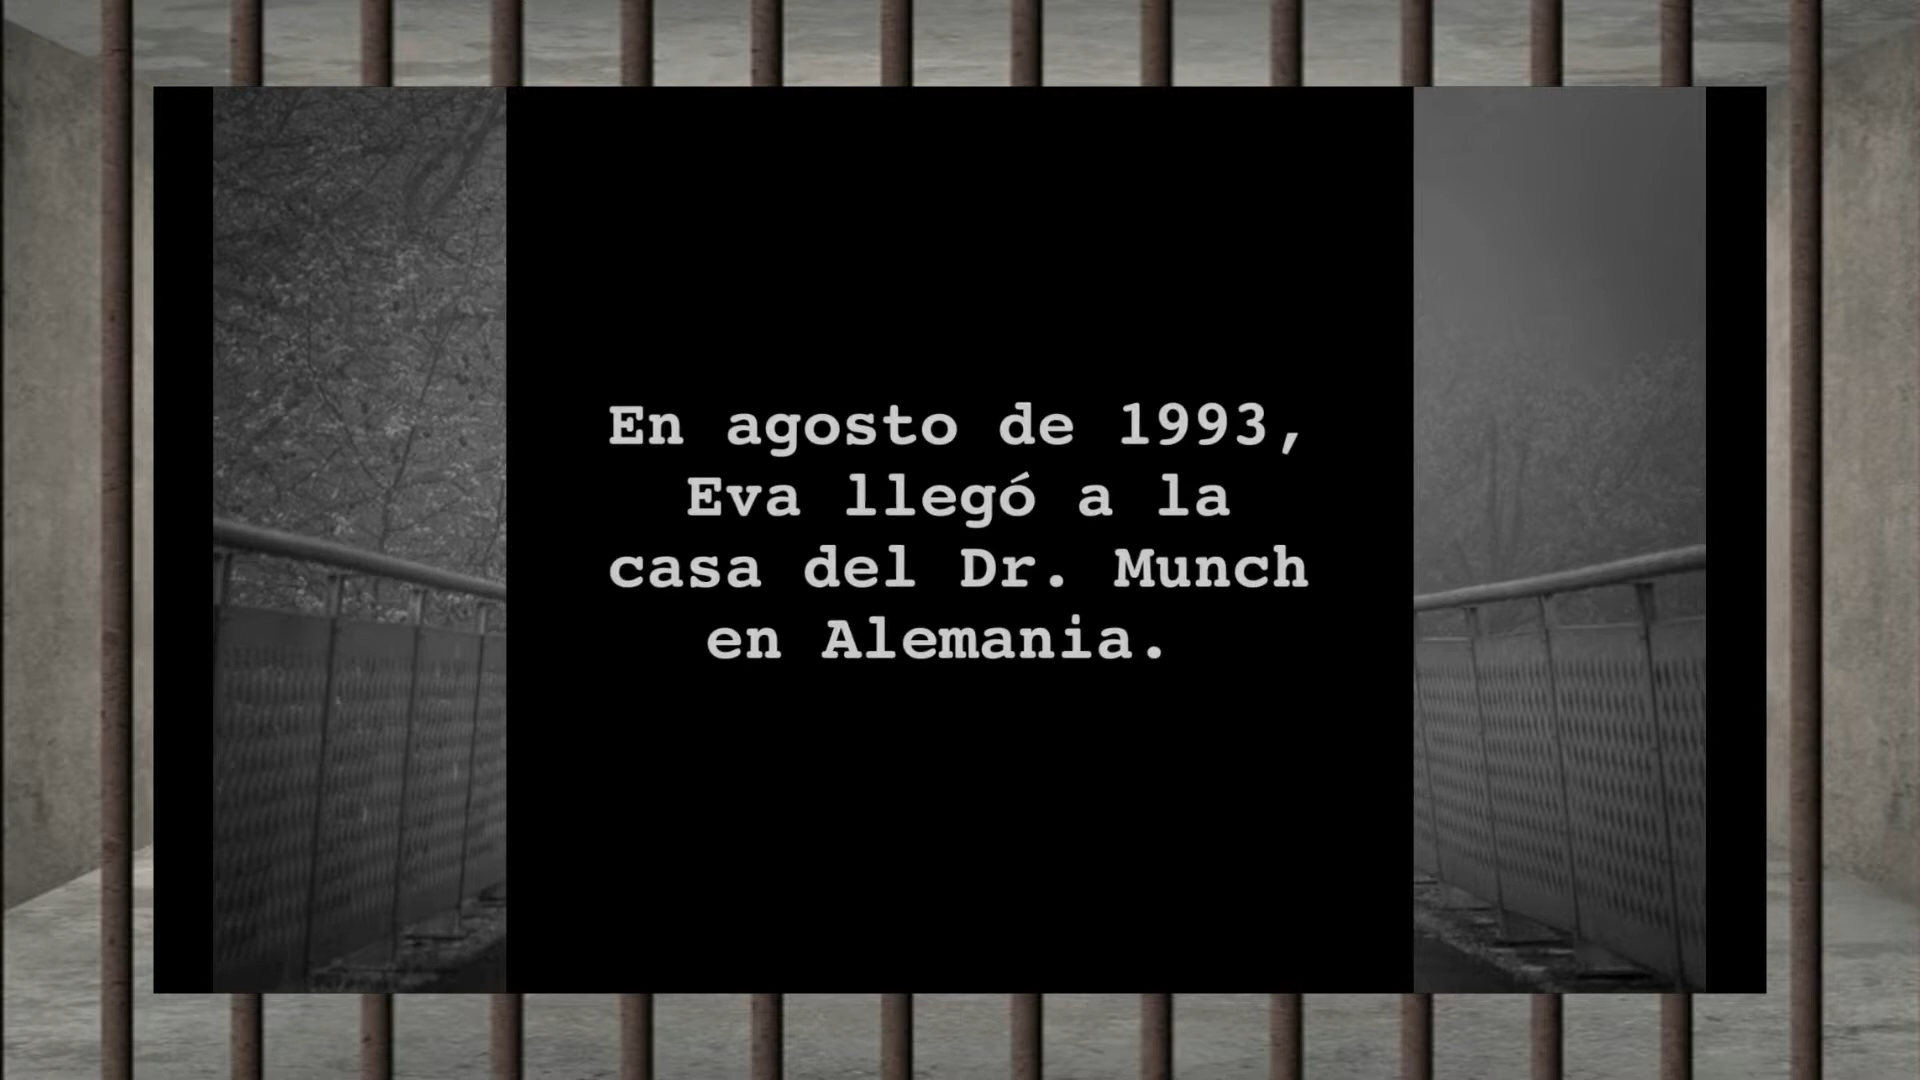 En agosto de 1993,
Eva llegó a la
casa del Dr. Munch
en Alemania.